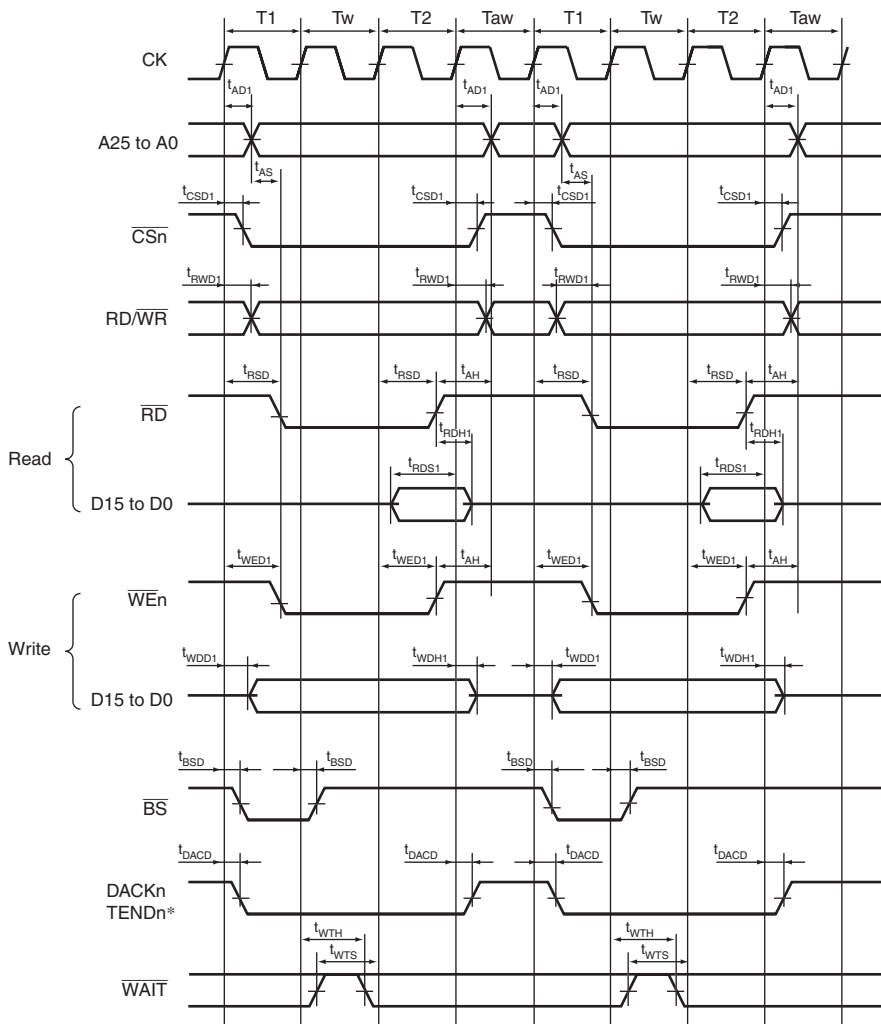 T1 Tw T2 Taw T1 Tw T2 Taw
CK
tAD1 tAD1 tAD1 tAD1
A25 to A0
tAS tAS
tCSD1 tCSD1 tCSD1 tCSD1
CSn
tRWD1 tRWD1 tRWD1 tRWD1
RD/WR
tRSD tRSD tAH tRSD tRSD tAH
RD
tRDH1 tRDH1
Read
tRDS1 tRDS1
D15 to D0
tWED1 tWED1 tAH tWED1 tWED1 tAH
WEn
Write
tWDD1 tWDH1 tWDD1 tWDH1
D15 to D0
tBSD tBSD tBSD tBSD
BS
tDACD tDACD tDACD tDACD
DACKn
TENDn*
tWTH tWTH
tWTS tWTS
WAIT